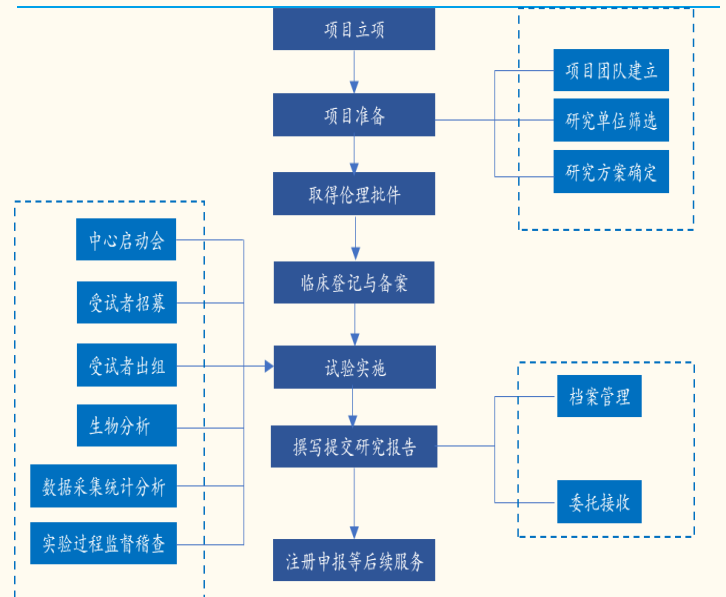 项目立项
项目准备
项目团队建立
研究单位筛选
研究方案确定
取得伦理批件
临床登记与备案
中心启动会
受试者招募
受试者出组
生物分析
数据采集统计分析
实验过程监督稽查
试验实施
撰写提交研究报告
档案管理
委托接收
注册申报等后续服务